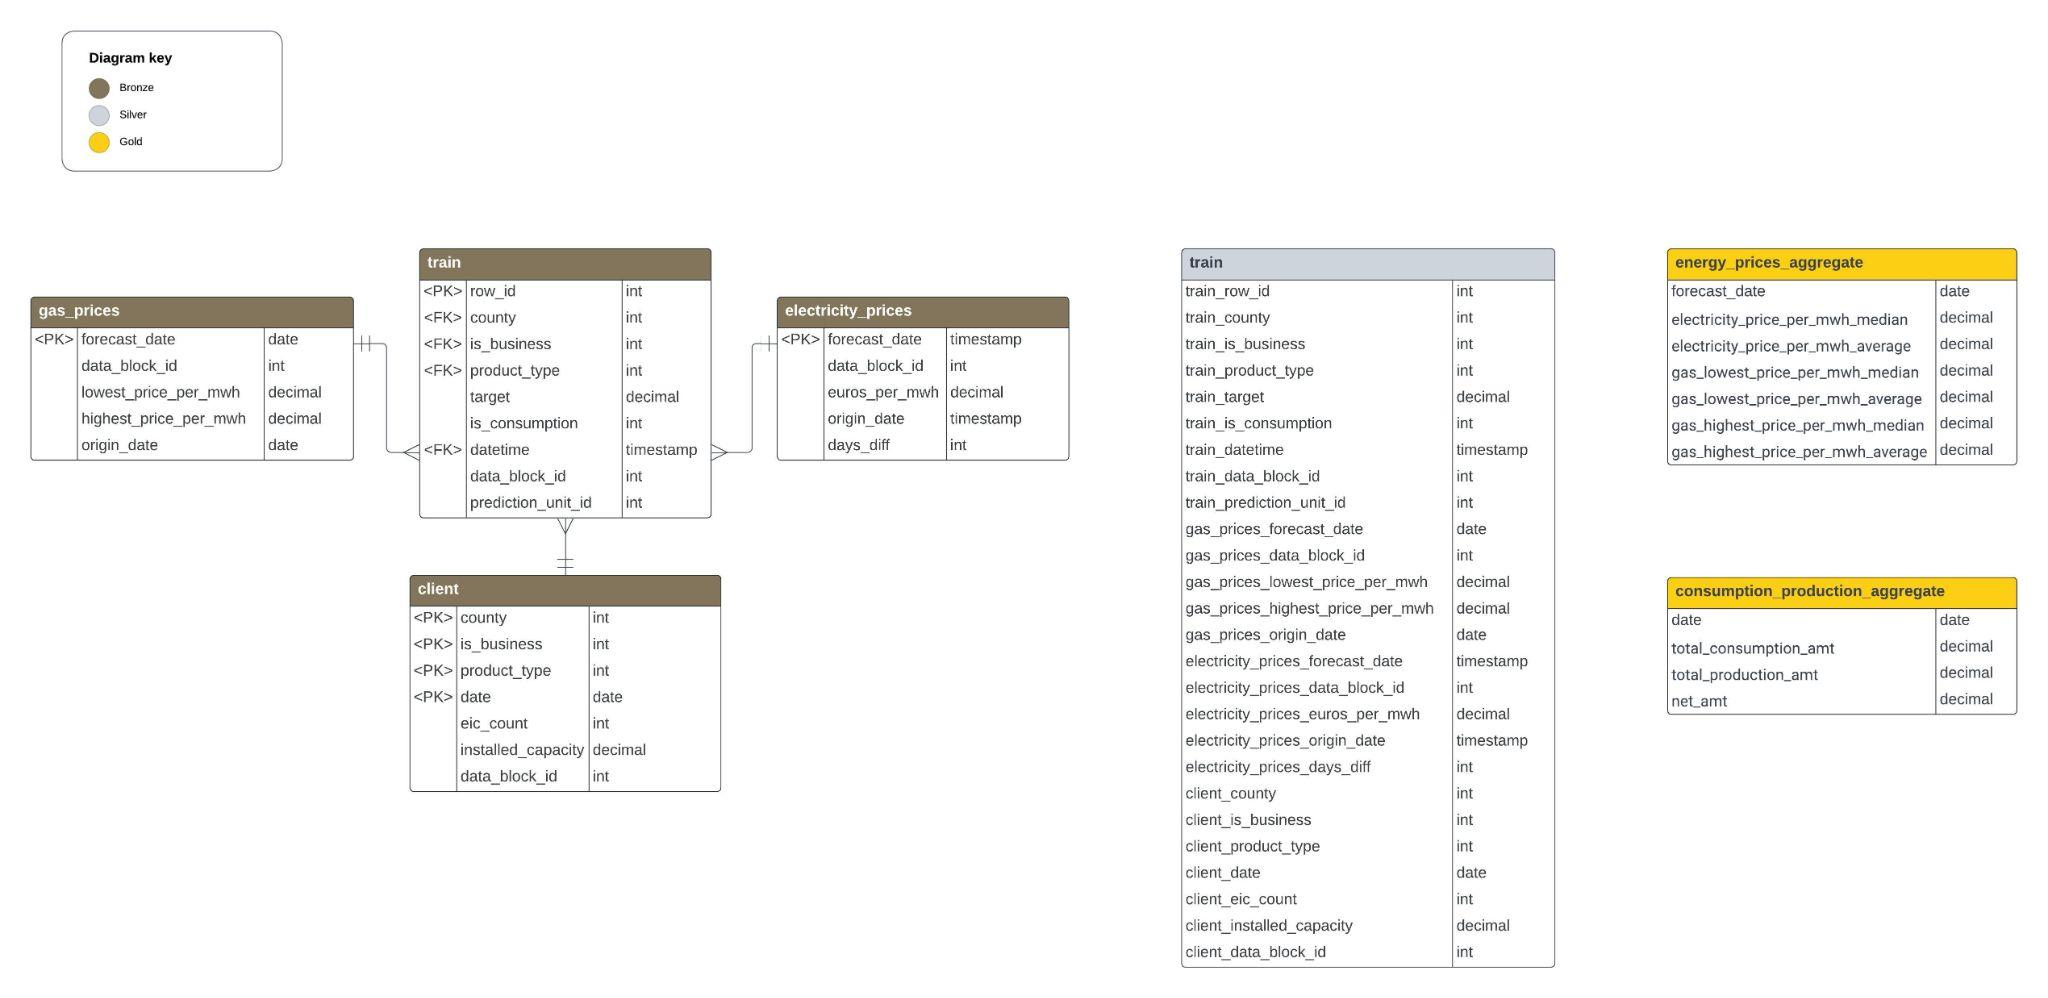 Diagram key
Bronze
Silver
Gold
gas_prices
<PK> forecast_date date
data_block_id int
lowest_price_per_mwh decimal
highest_price_per_mwh decimal
origin_date date
train
<PK> row_id int
<FK> county int
<FK> is_business int
<FK> product_type int
target decimal
is_consumption int
<FK> datetime timestamp
data_block_id int
prediction_unit_id int
electricity_prices
<PK> forecast_date timestamp
data_block_id int
euros_per_mwh decimal
origin_date timestamp
days_diff int
client
<PK> county int
<PK> is_business int
<PK> product_type int
<PK> date date
eic_count int
installed_capacity decimal
data_block_id int
train
train_row_id int
train_county int
train_is_business int
train_product_type int
train_target decimal
train_is_consumption int
train_datetime timestamp
train_data_block_id int
train_prediction_unit_id int
gas_prices_forecast_date date
gas_prices_data_block_id int
gas_prices_lowest_price_per_mwh decimal
gas_prices_highest_price_per_mwh decimal
gas_prices_origin_date date
electricity_prices_forecast_date timestamp
electricity_prices_data_block_id int
electricity_prices_euros_per_mwh decimal
electricity_prices_origin_date timestamp
electricity_prices_days_diff int
client_county int
client_is_business int
client_product_type int
client_date date
client_eic_count int
client_installed_capacity decimal
client_data_block_id int
energy_prices_aggregate
forecast_date date
electricity_price_per_mwh_median decimal
electricity_price_per_mwh_average decimal
gas_lowest_price_per_mwh_median decimal
gas_lowest_price_per_mwh_average decimal
gas_highest_price_per_mwh_median decimal
gas_highest_price_per_mwh_average decimal
consumption_production_aggregate
date date
total_consumption_amt decimal
total_production_amt decimal
net_amt decimal